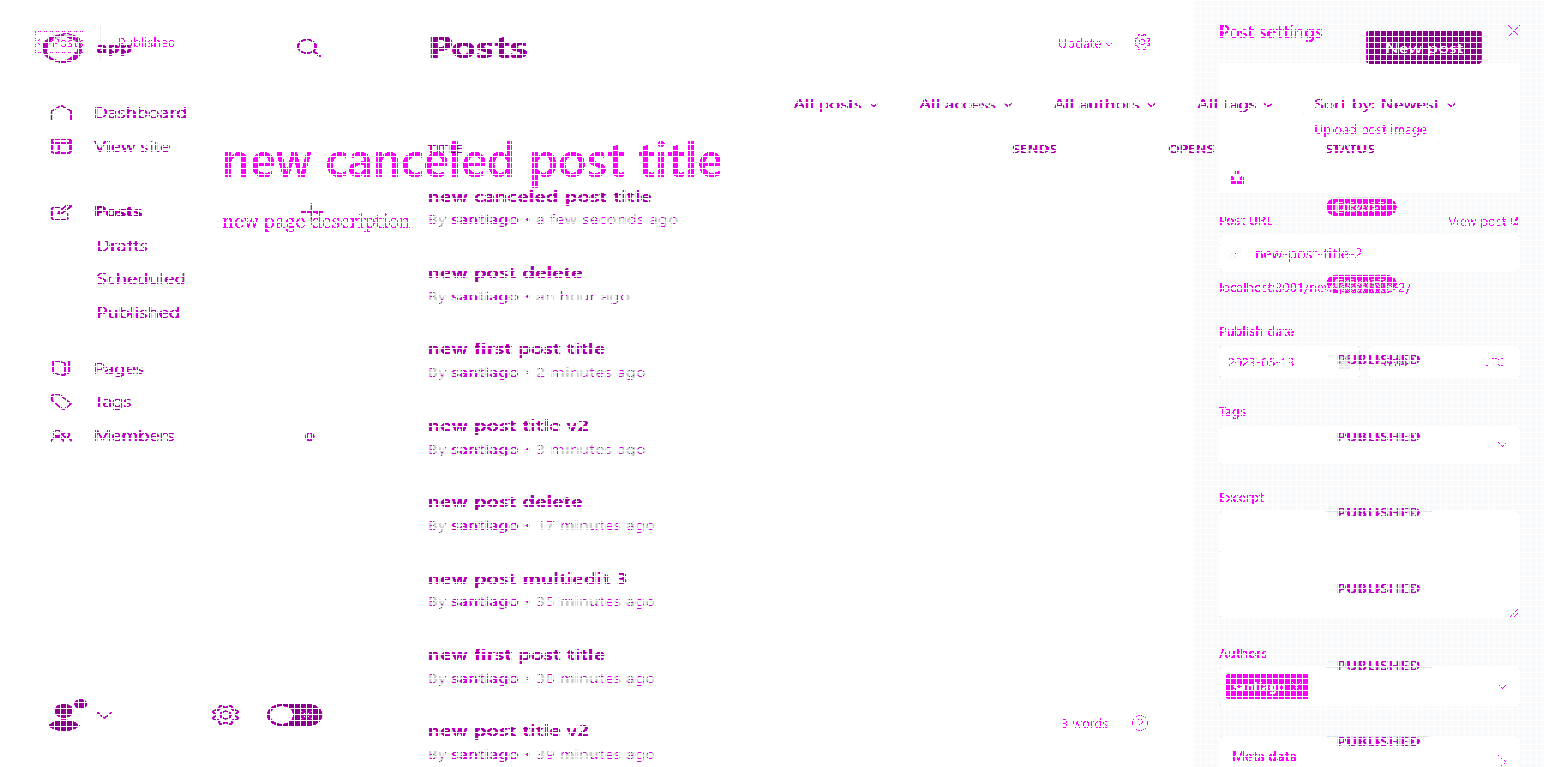 Posts
Published
app
Posts
Update
Post settings
New post
Dashboard
All posts
All access
All authors
All tags
Sort by: Newest
View site
Upload post image
TITLE
SENDS
OPENS
STATUS
new canceled post title
new canceled post title
Posts
new page description
By santiago • a few seconds ago
Post URL
View post
Drafts
new-post-title-2
new post delete
Scheduled
By santiago • an hour ago
Published
Publish date
new first post title
PUBLISHED
Pages
By santiago • 2 minutes ago
2023-05-13
UTC
Tags
Tags
new post title v2
PUBLISHED
Members
By santiago • 3 minutes ago
Excerpt
new post delete
PUBLISHED
By santiago • 17 minutes ago
new post multiedit 3
PUBLISHED
By santiago • 35 minutes ago
Authors
new first post title
PUBLISHED
By santiago • 36 minutes ago
santiago
3 words
new post title v2
PUBLISHED
By santiago • 39 minutes ago
Meta data